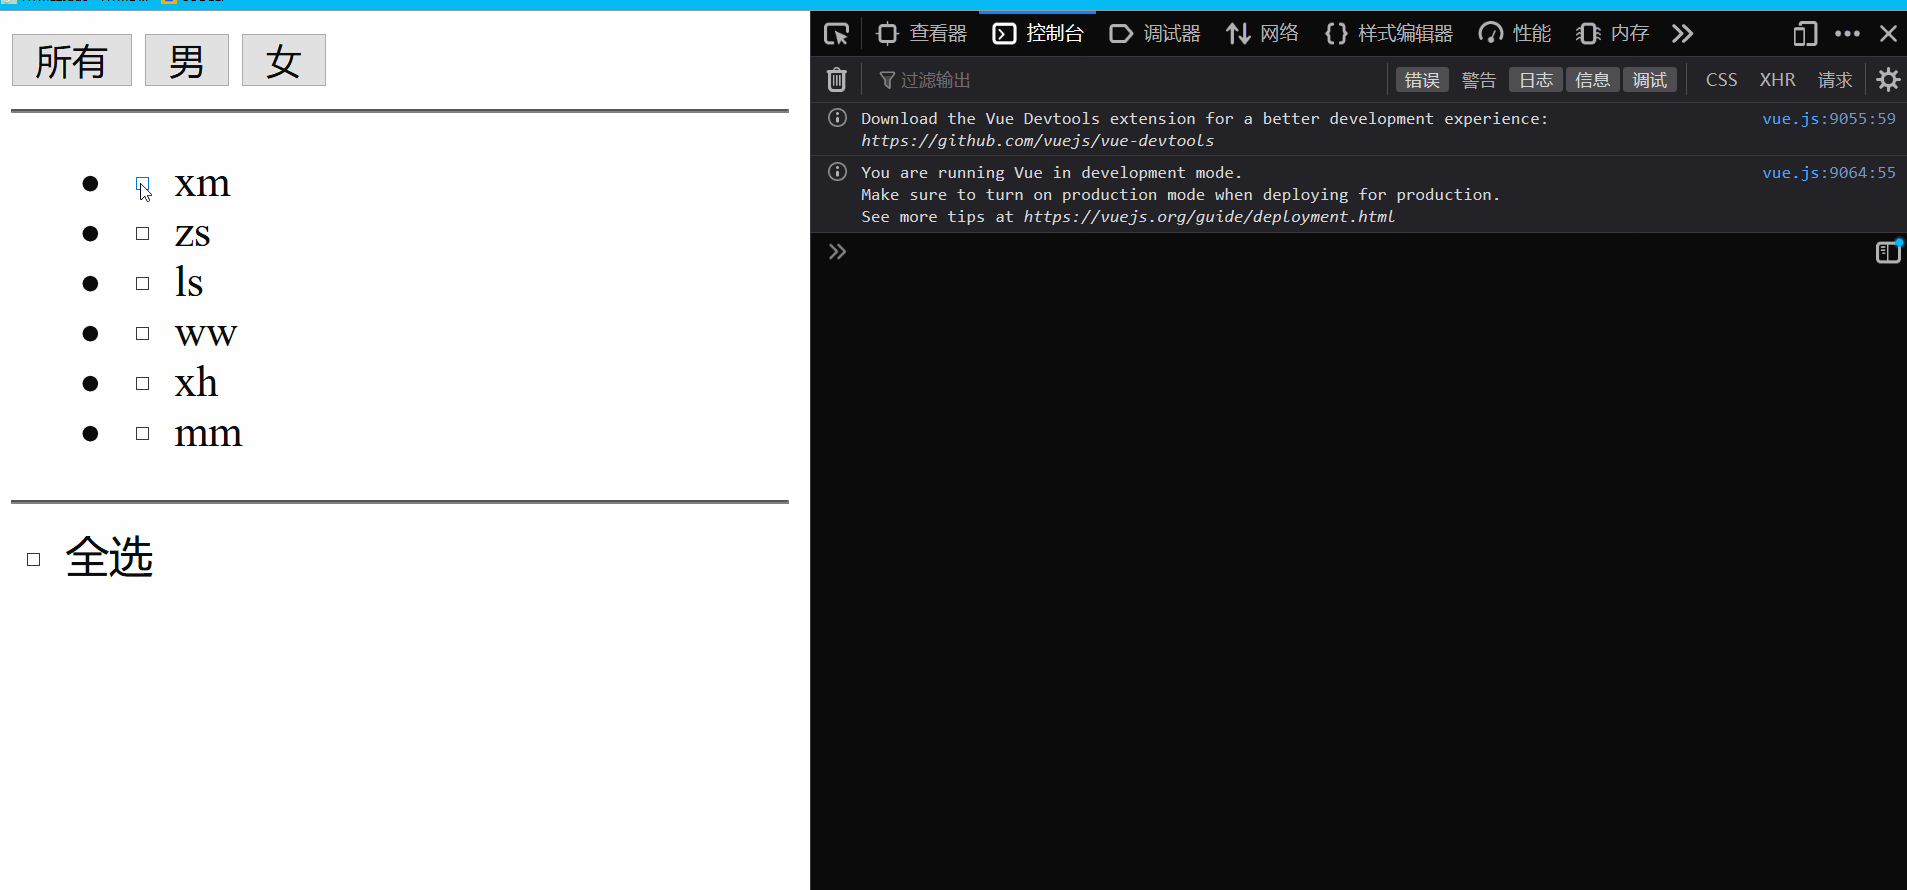 所有 男 女
xm
zs
ls
ww
xh
mm
全选
查看器 控制台 调试器 网络 样式编辑器 性能 内存
过滤输出 错误 警告 日志 信息 调试 CSS XHR 请求
Download the Vue Devtools extension for a better development experience: vue.js:9055:59
https://github.com/vuejs/vue-devtools
You are running Vue in development mode. vue.js:9064:55
Make sure to turn on production mode when deploying for production.
See more tips at https://vuejs.org/guide/deployment.html